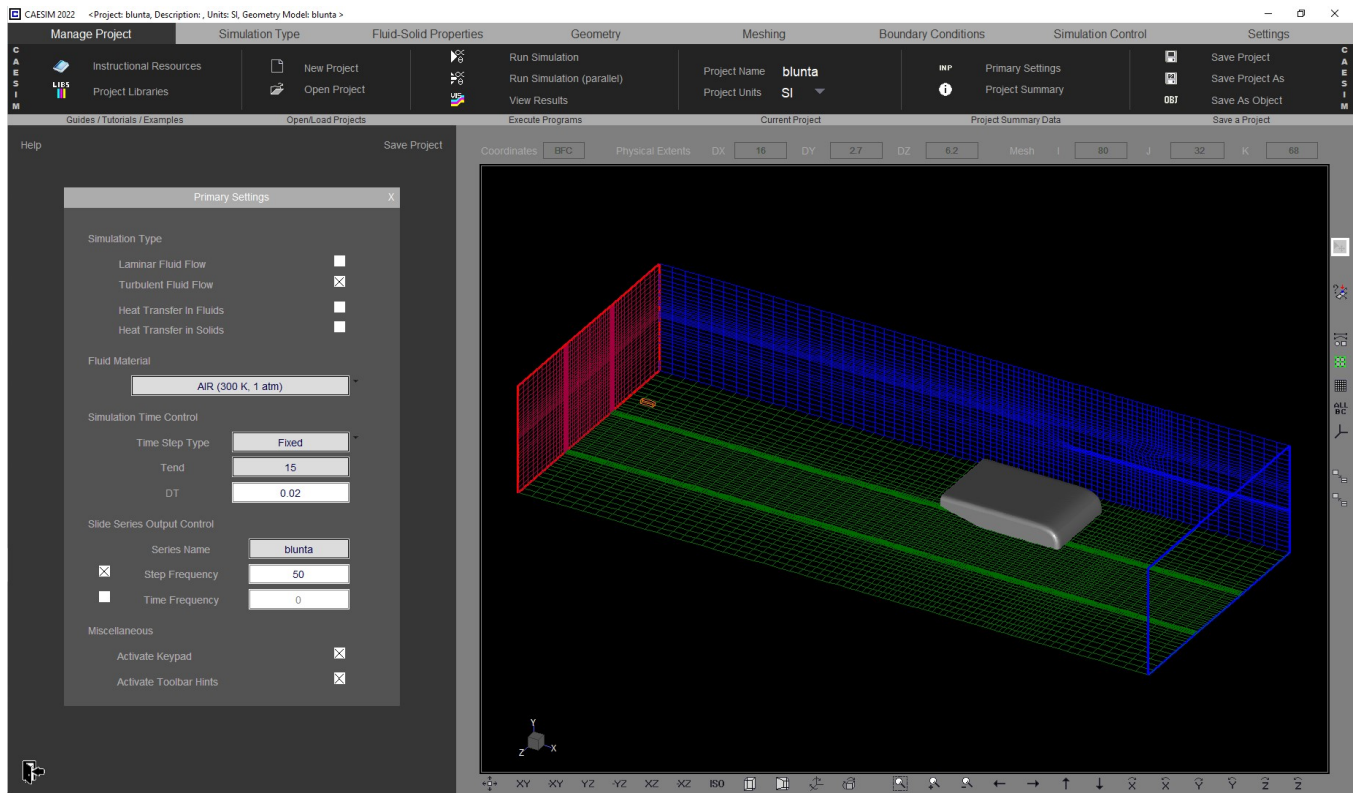 CAESIM 2022 <Project: blunta, Description: , Units: SI, Geometry Model: blunta >
Manage Project Simulation Type Fluid-Solid Properties Geometry Meshing Boundary Conditions Simulation Control Settings
CAESIM
Instructional Resources
LIBS Project Libraries
Guides / Tutorials / Examples
New Project
Open Project
Open/Load Projects
Run Simulation
Run Simulation (parallel)
VIS View Results
Execute Programs
Project Name blunta
Project Units SI
Current Project
INP Primary Settings
Project Summary
Project Summary Data
Save Project
Save Project As
OBJ Save As Object
Save a Project
CAESIM
Help Save Project
Coordinates BFC Physical Extents DX 16 DY 2.7 DZ 6.2 Mesh I 80 J 32 K 68
Primary Settings X
Simulation Type
Laminar Fluid Flow
Turbulent Fluid Flow
Heat Transfer In Fluids
Heat Transfer in Solids
Fluid Material
AIR (300 K, 1 atm)
Simulation Time Control
Time Step Type Fixed
Tend 15
DT 0.02
Slide Series Output Control
Series Name blunta
Step Frequency 50
Time Frequency 0
Miscellaneous
Activate Keypad
Activate Toolbar Hints
ALL
BC
Y
Z X
XY -XY YZ -YZ XZ -XZ ISO X X Y Y Z Z